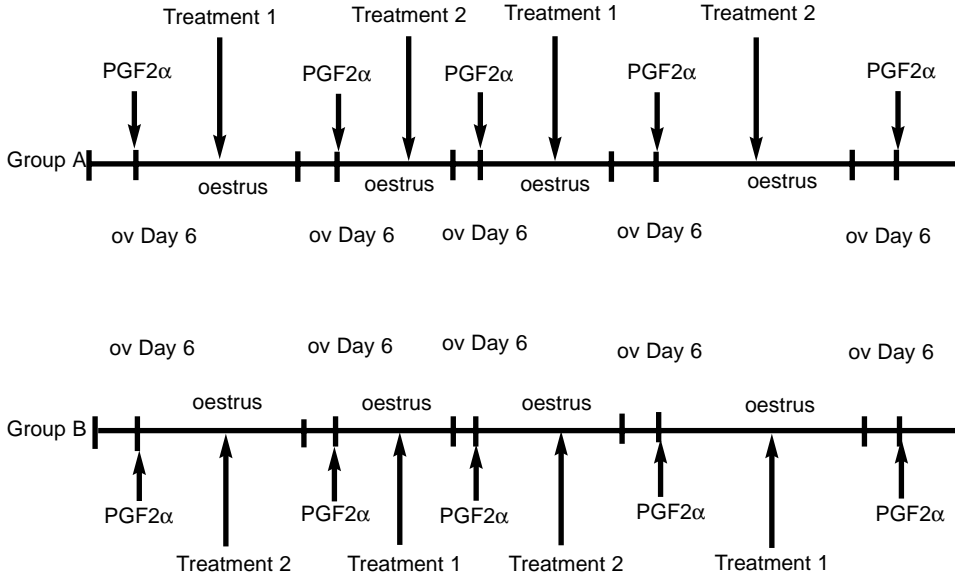 Treatment 1 Treatment 2 Treatment 1 Treatment 2
PGF2α PGF2α PGF2α PGF2α PGF2α
Group A
oestrus oestrus oestrus oestrus
ov Day 6 ov Day 6 ov Day 6 ov Day 6 ov Day 6
ov Day 6 ov Day 6 ov Day 6 ov Day 6 ov Day 6
oestrus oestrus oestrus oestrus
Group B
PGF2α PGF2α PGF2α PGF2α PGF2α
Treatment 2 Treatment 1 Treatment 2 Treatment 1